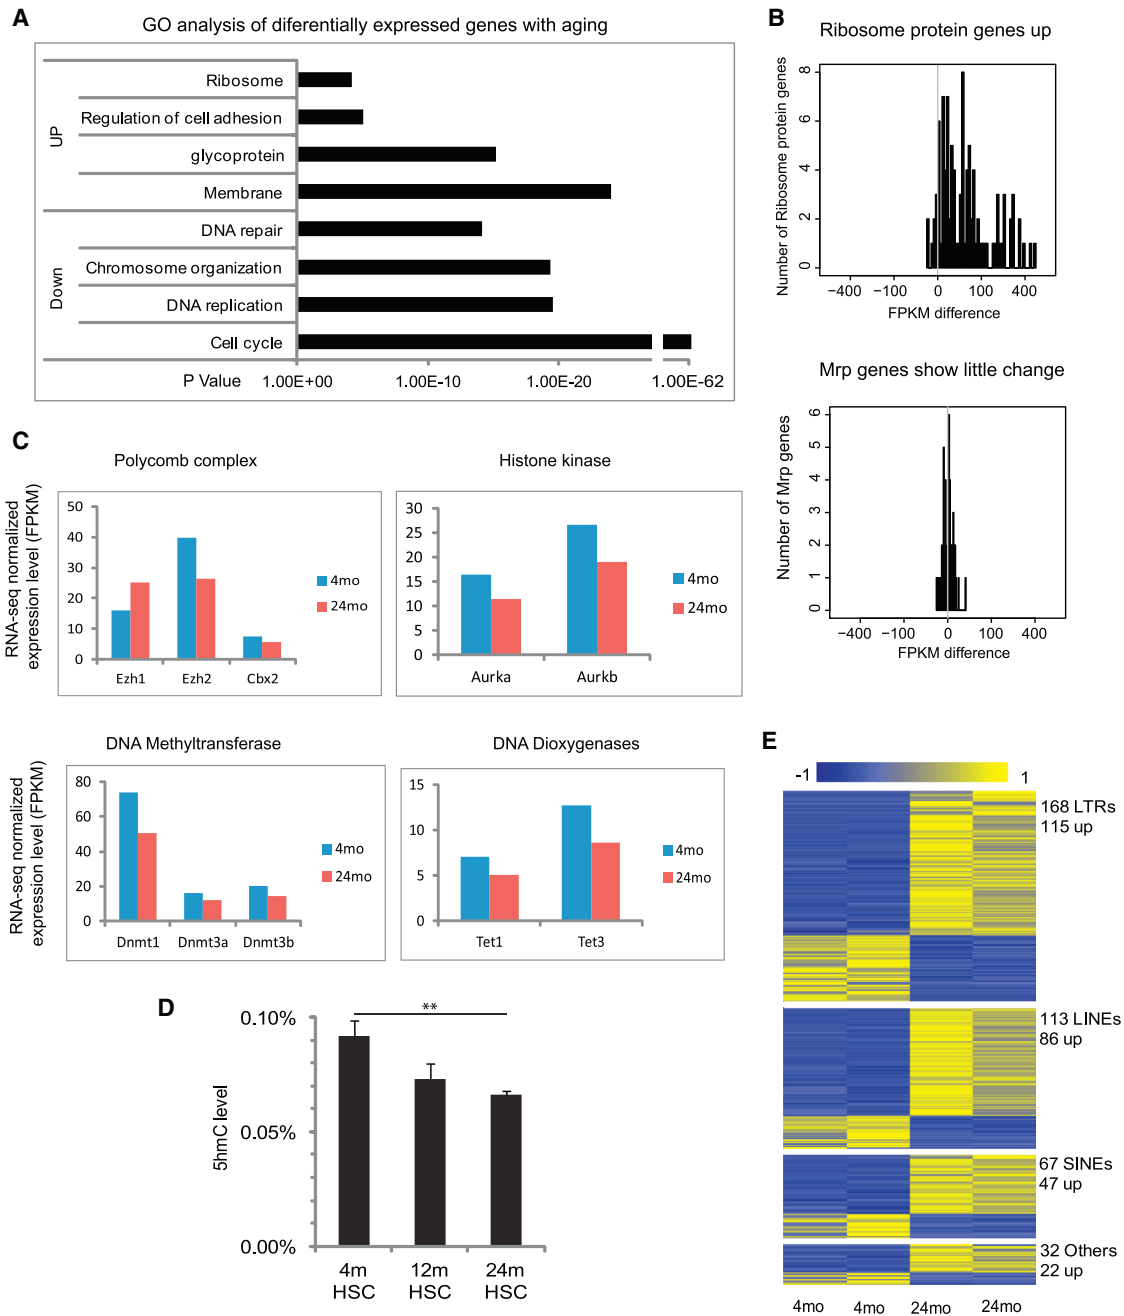 A
GO analysis of diferentially expressed genes with aging
UP
Ribosome
Regulation of cell adhesion
glycoprotein
Membrane
Down
DNA repair
Chromosome organization
DNA replication
Cell cycle
P Value
1.00E+00
1.00E-10
1.00E-20
1.00E-62
B
Ribosome protein genes up
Number of Ribosome protein genes
8
6
4
2
0
−400
−100
0
100
400
FPKM difference
Mrp genes show little change
Number of Mrp genes
6
5
4
3
2
1
0
−400
−100
0
100
400
FPKM difference
C
Polycomb complex
RNA-seq normalized
expression level (FPKM)
50
40
30
20
10
0
Ezh1
Ezh2
Cbx2
4mo
24mo
Histone kinase
30
25
20
15
10
5
0
Aurka
Aurkb
4mo
24mo
DNA Methyltransferase
RNA-seq normalized
expression level (FPKM)
80
60
40
20
0
Dnmt1
Dnmt3a
Dnmt3b
4mo
24mo
DNA Dioxygenases
15
10
5
0
Tet1
Tet3
4mo
24mo
D
5hmC level
0.10%
0.05%
0.00%
**
4m
HSC
12m
HSC
24m
HSC
E
-1
1
168 LTRs
115 up
113 LINEs
86 up
67 SINEs
47 up
32 Others
22 up
4mo
4mo
24mo
24mo